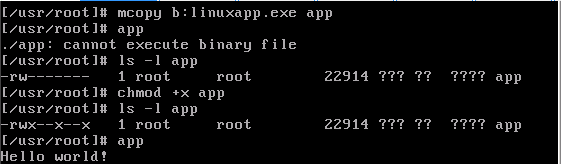 [/usr/root]# mcopy b:linuxapp.exe app
[/usr/root]# app
./app: cannot execute binary file
[/usr/root]# ls -l app
-rw-------   1 root     root        22914 ??? ??  ???? app
[/usr/root]# chmod +x app
[/usr/root]# ls -l app
-rwx--x--x   1 root     root        22914 ??? ??  ???? app
[/usr/root]# app
Hello world!